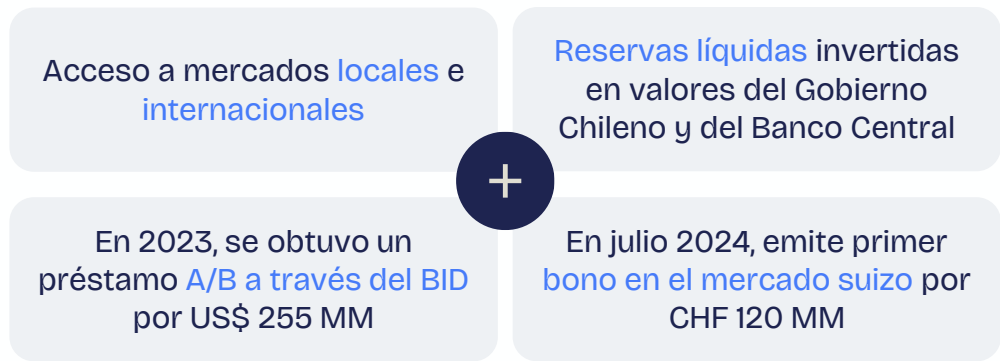 Acceso a mercados locales e
internacionales
Reservas líquidas invertidas
en valores del Gobierno
Chileno y del Banco Central
+
En 2023, se obtuvo un
préstamo A/B a través del BID
por US$ 255 MM
En julio 2024, emite primer
bono en el mercado suizo por
CHF 120 MM